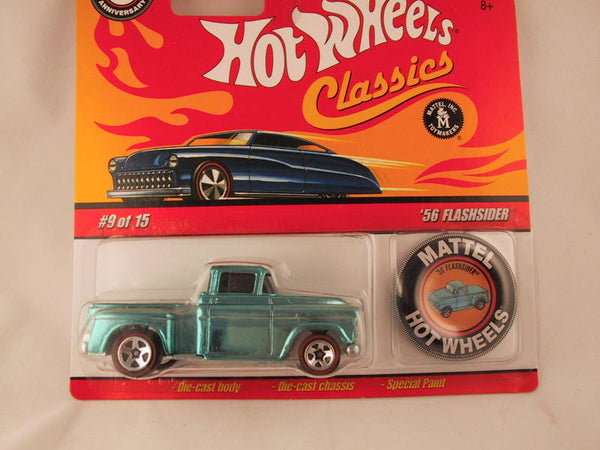 ANNIVERSARY
8+
Hot Wheels
Classics
MATTEL, INC.
M
TOYMAKERS
#9 of 15
'56 FLASHSIDER
MATTEL
'56 FLASHSIDER
HOT WHEELS
- Die-cast body - Die-cast chassis - Special Paint